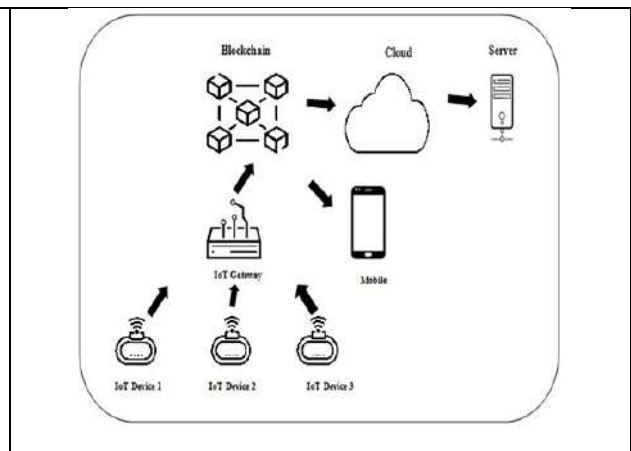 Blockchain
Cloud
Server
IoT Gateway
Mobile
IoT Device 1
IoT Device 2
IoT Device 3